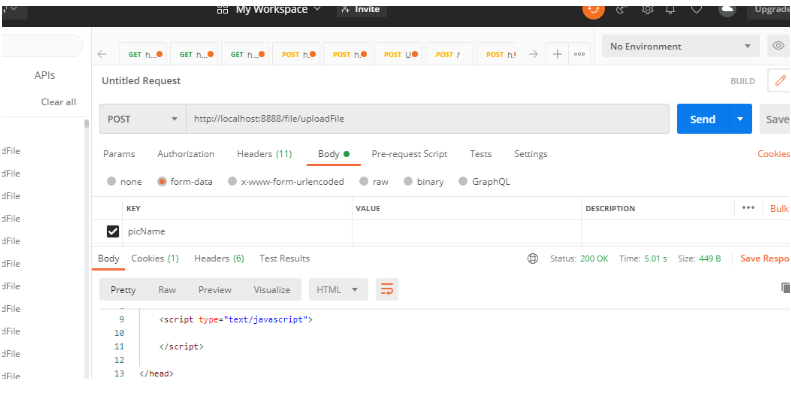 My Workspace Invite Upgrade
GET h... GET h... GET h... POST h. POST h. POST U POST POST h. No Environment
APIs
Clear all
Untitled Request BUILD
POST http://localhost:8888/file/uploadFile Send Save
Params Authorization Headers (11) Body Pre-request Script Tests Settings Cookies
none form-data x-www-form-urlencoded raw binary GraphQL
KEY VALUE DESCRIPTION Bulk
picName
Body Cookies (1) Headers (6) Test Results Status: 200 OK Time: 5.01 s Size: 449 B Save Respo
Pretty Raw Preview Visualize HTML
9 <script type="text/javascript">
10
11 </script>
12
13 </head>
dFile
dFile
dFile
dFile
dFile
dFile
dFile
dFile
dFile
dFile
dFile